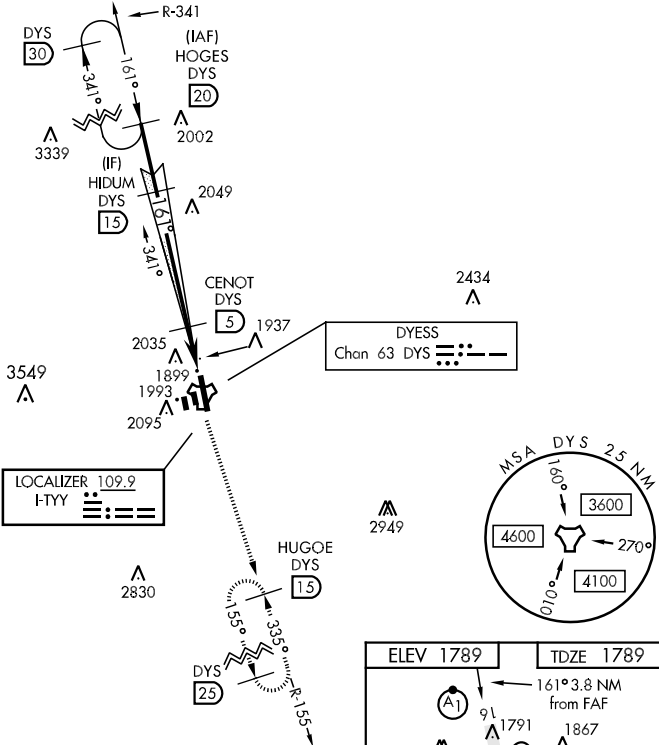 R-341
DYS
30
(IAF)
HOGES
DYS
20
341°
161°
2002
3339
(IF)
HIDUM
DYS
15
2049
161°
341°
CENOT
DYS
5
2434
1937
DYESS
Chan 63 DYS
2035
3549
1899
1993
2095
LOCALIZER 109.9
I-TYY
MSA DYS 25 NM
160°
3600
4600
270°
010°
4100
2949
HUGOE
DYS
15
2830
155°
335°
DYS
25
R-155
ELEV 1789
TDZE 1789
161° 3.8 NM
from FAF
A1
16
1791
1867